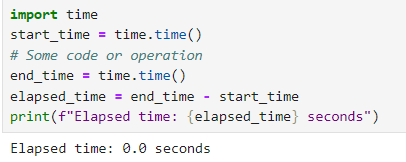 import time
start_time = time.time()
# Some code or operation
end_time = time.time()
elapsed_time = end_time - start_time
print(f"Elapsed time: {elapsed_time} seconds")
Elapsed time: 0.0 seconds